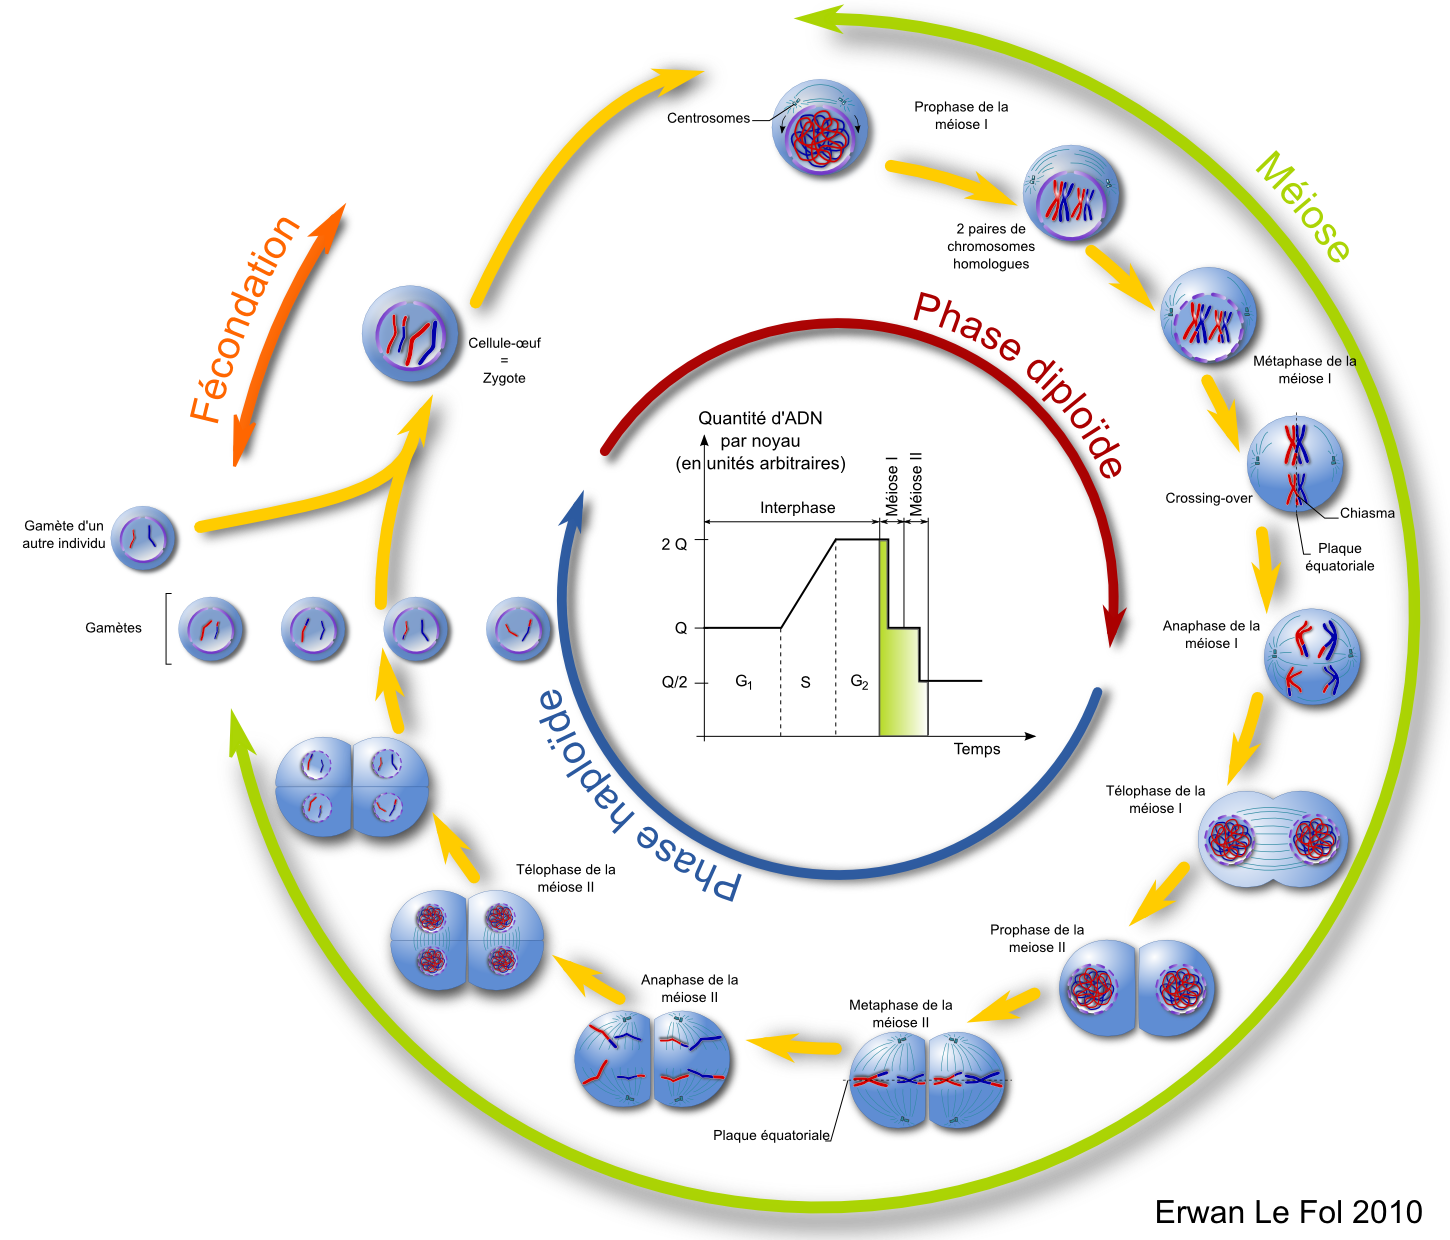 Centrosomes
Prophase de la
méiose I
Méiose
2 paires de
chromosomes
homologues
Fécondation
Cellule-œuf
=
Zygote
Phase diploïde
Métaphase de la
méiose I
Crossing-over
Chiasma
Plaque
équatoriale
Gamète d'un
autre individu
Gamètes
Quantité d'ADN
par noyau
(en unités arbitraires)
Interphase
Méiose I
Méiose II
2 Q
Q
Q/2
G1
S
G2
Temps
Anaphase de la
méiose I
Phase haploïde
Télophase de la
méiose I
Télophase de la
méiose II
Prophase de la
meiose II
Anaphase de la
méiose II
Metaphase de la
méiose II
Plaque équatoriale
Erwan Le Fol 2010